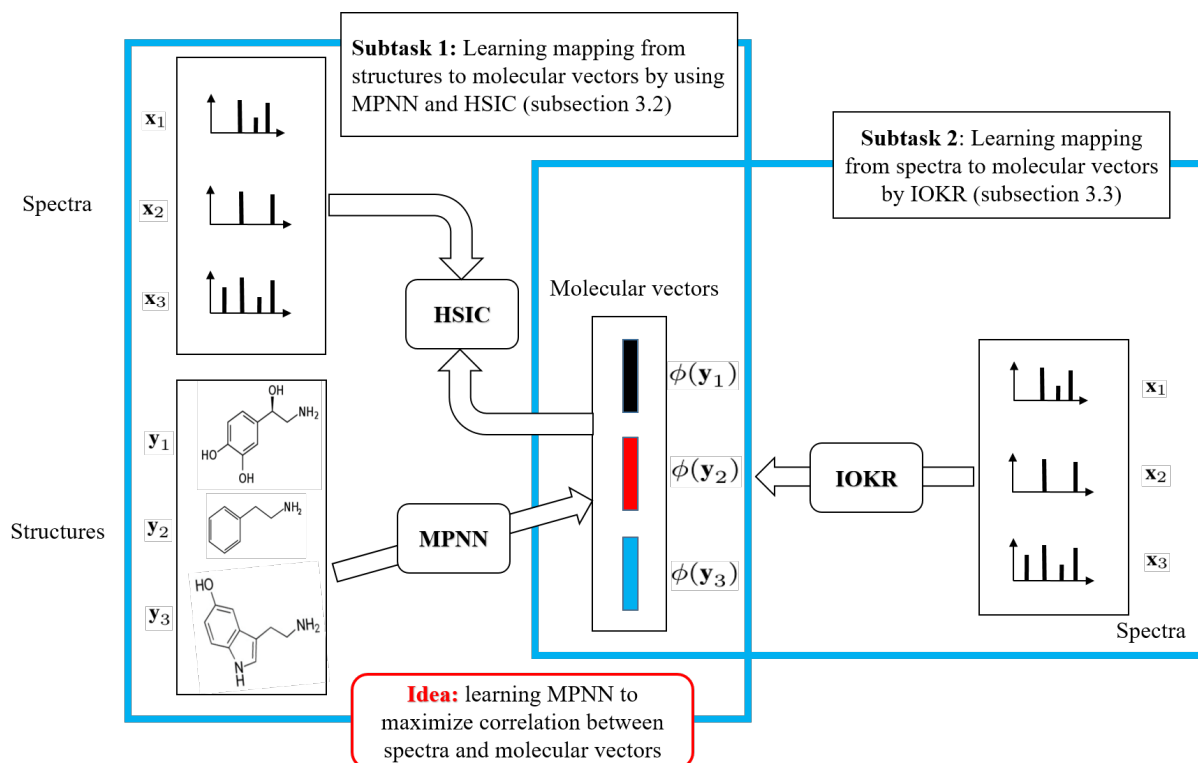 Subtask 1: Learning mapping from
structures to molecular vectors by using
MPNN and HSIC (subsection 3.2)
Subtask 2: Learning mapping
from spectra to molecular vectors
by IOKR (subsection 3.3)
Spectra
x₁
x₂
x₃
HSIC
Molecular vectors
ϕ(y₁)
ϕ(y₂)
ϕ(y₃)
IOKR
x₁
x₂
x₃
Spectra
Structures
y₁
OH
NH₂
HO
OH
y₂
NH₂
y₃
HO
NH₂
N
H
MPNN
Idea: learning MPNN to
maximize correlation between
spectra and molecular vectors